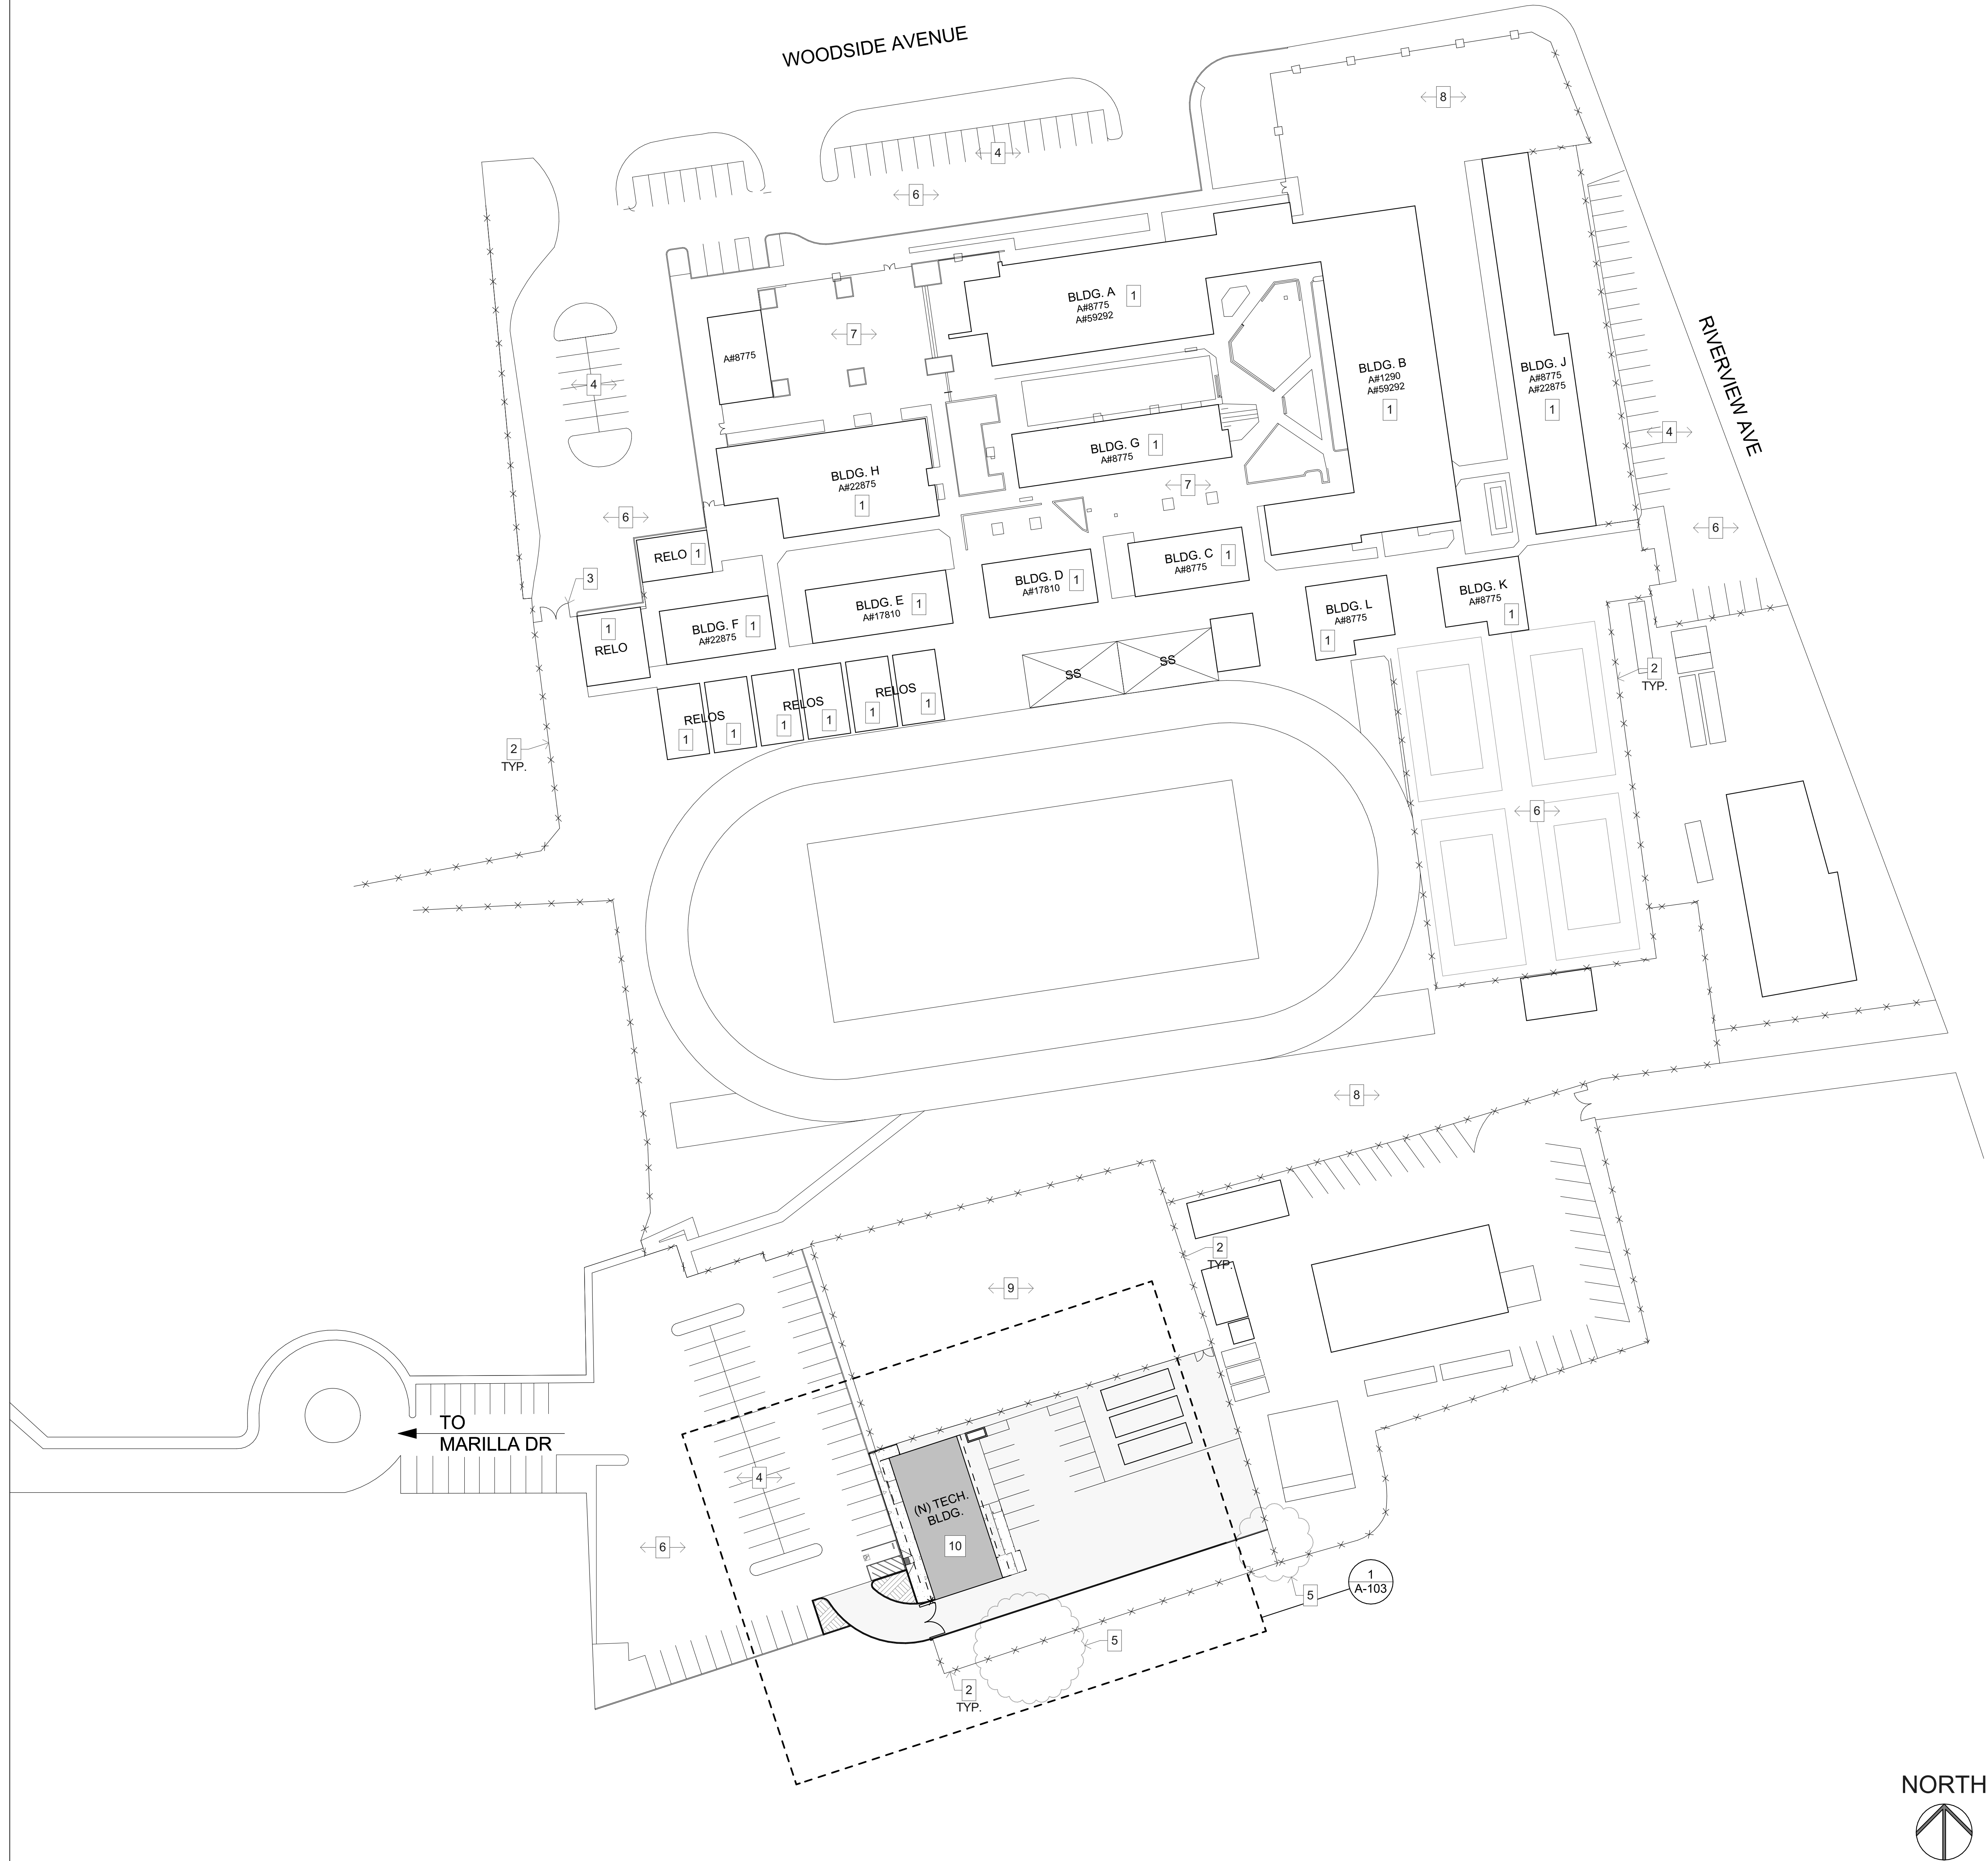 WOODSIDE AVENUE
8
4
6
BLDG. A
A#8775
A#59292
1
7
A#8775
RIVERVIEW AVE
BLDG. B
A#1290
A#59292
1
BLDG. J
A#8775
A#22875
1
4
4
BLDG. G
A#8775
1
BLDG. H
A#22875
1
7
6
6
RELO
1
3
BLDG. C
A#8775
1
BLDG. D
A#17810
1
BLDG. E
A#17810
1
BLDG. K
A#8775
1
BLDG. L
A#8775
1
1
RELO
BLDG. F
A#22875
1
2
TYP.
SS
SS
RELOS
RELOS
RELOS
1
1
1
1
1
1
2
TYP.
6
8
2
TYP.
9
TO
MARILLA DR
4
(N) TECH.
BLDG.
10
6
1
A-103
5
5
2
TYP.
NORTH